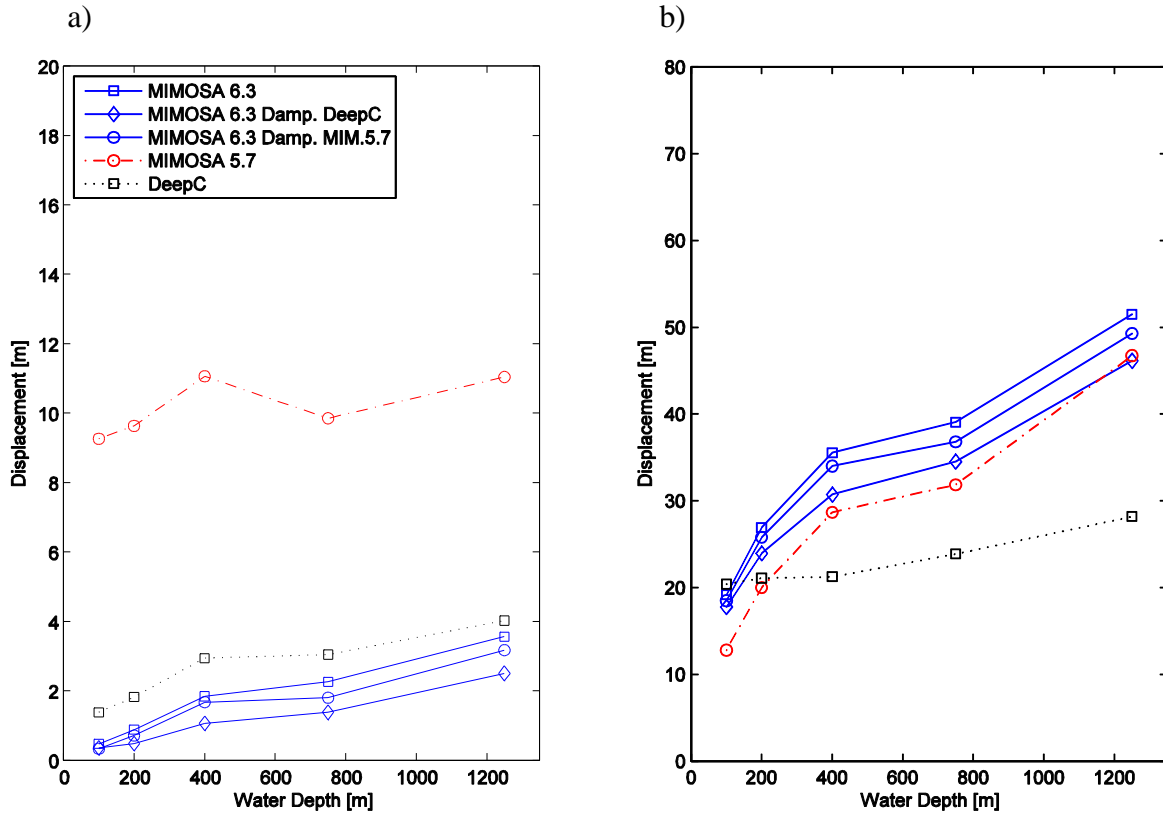 a)
b)
20
18
16
14
12
10
8
6
4
2
0
Displacement [m]
MIMOSA 6.3
MIMOSA 6.3 Damp. DeepC
MIMOSA 6.3 Damp. MIM.5.7
MIMOSA 5.7
DeepC
0 200 400 600 800 1000 1200
Water Depth [m]
80
70
60
50
40
30
20
10
0
Displacement [m]
0 200 400 600 800 1000 1200
Water Depth [m]